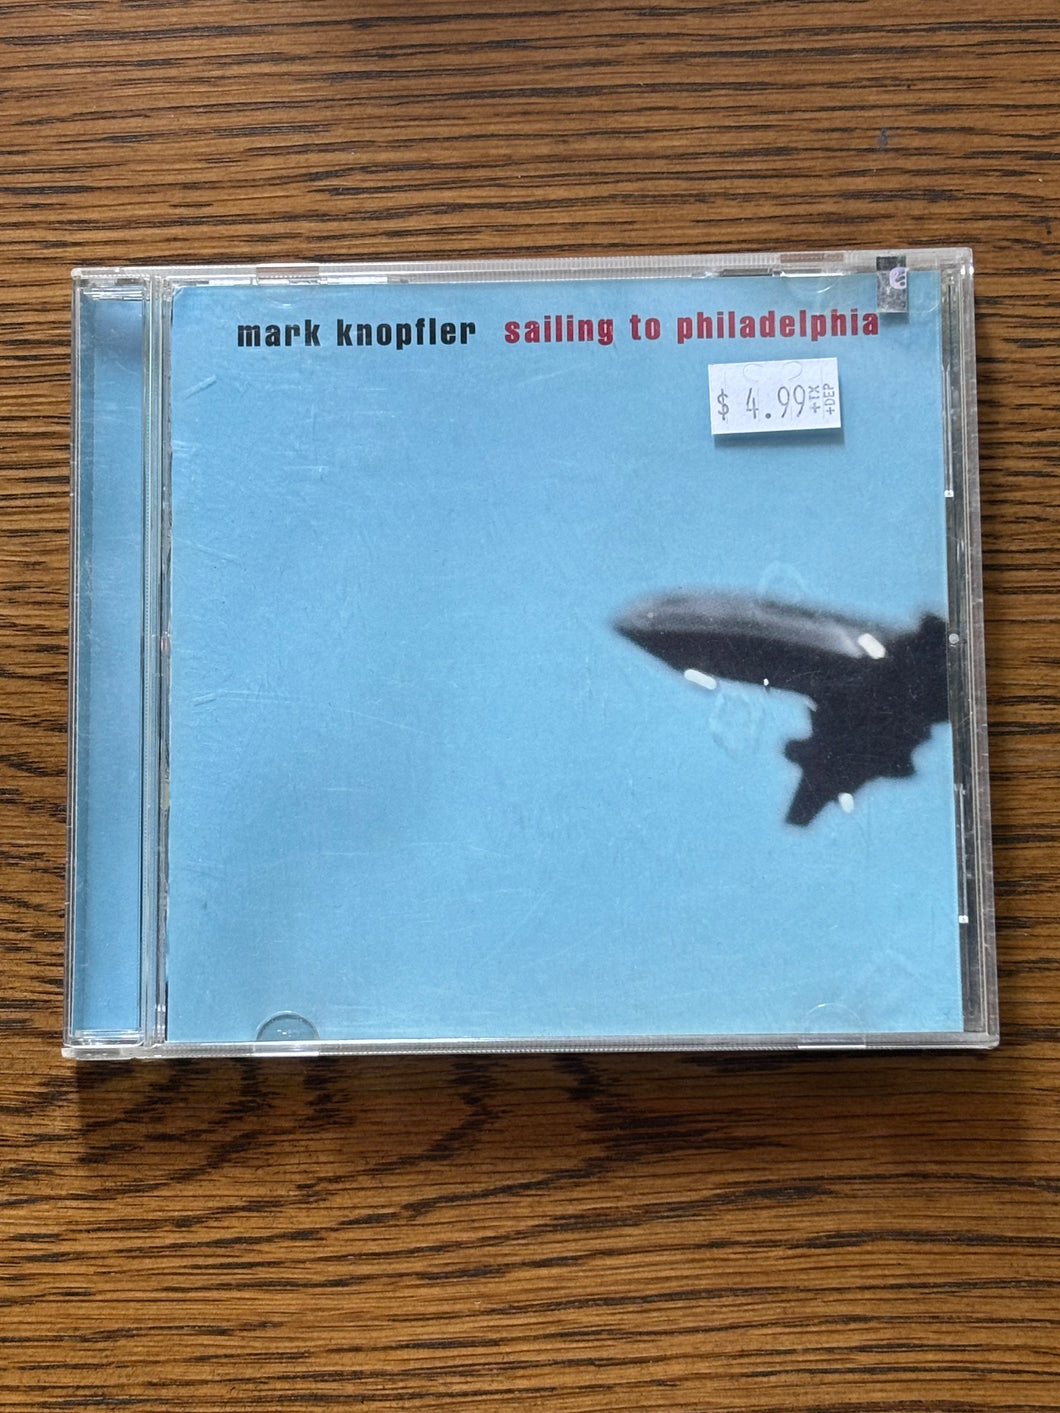 mark knopfler sailing to philadelphia
$ 4.99 +TX
+DEP